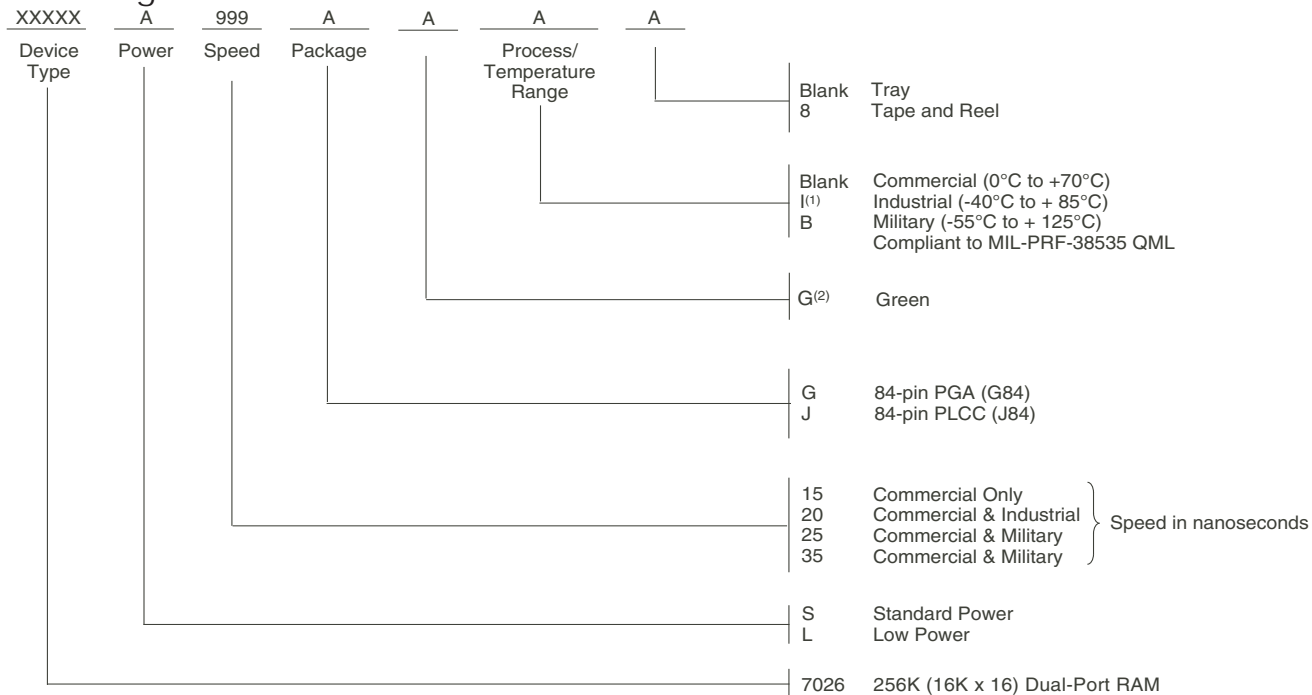 XXXXX A 999 A A A A
Device Type Power Speed Package Process/ Temperature Range
Blank Tray
8 Tape and Reel
Blank Commercial (0°C to +70°C)
I(1) Industrial (-40°C to + 85°C)
B Military (-55°C to + 125°C)
Compliant to MIL-PRF-38535 QML
G(2) Green
G 84-pin PGA (G84)
J 84-pin PLCC (J84)
15 Commercial Only
20 Commercial & Industrial
25 Commercial & Military
35 Commercial & Military
Speed in nanoseconds
S Standard Power
L Low Power
7026 256K (16K x 16) Dual-Port RAM